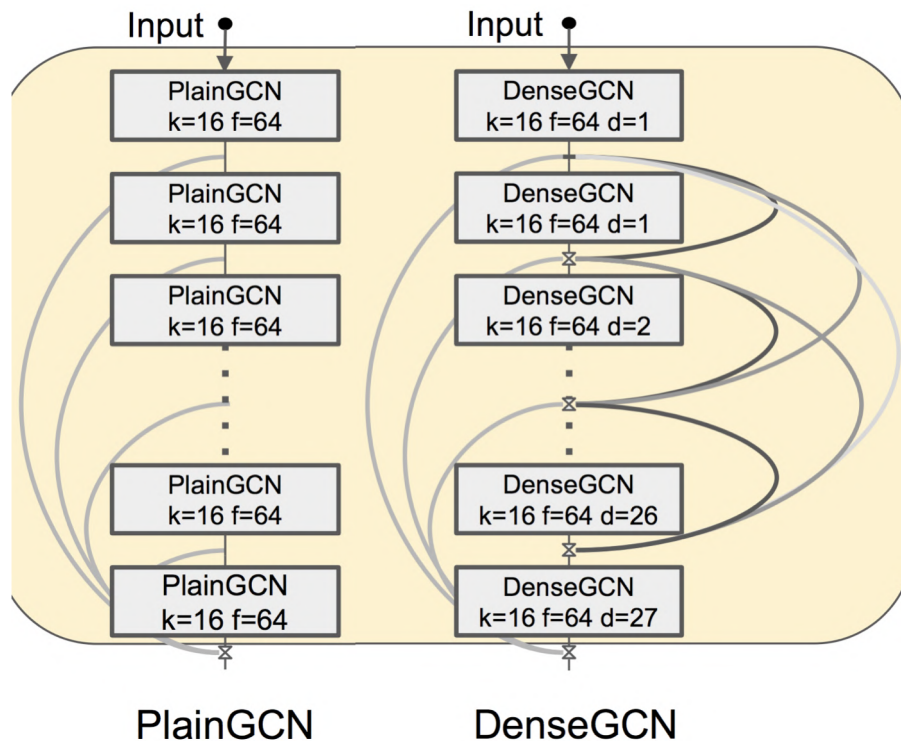 Input
PlainGCN
k=16 f=64
PlainGCN
k=16 f=64
PlainGCN
k=16 f=64
PlainGCN
k=16 f=64
PlainGCN
k=16 f=64
PlainGCN
Input
DenseGCN
k=16 f=64 d=1
DenseGCN
k=16 f=64 d=1
DenseGCN
k=16 f=64 d=2
DenseGCN
k=16 f=64 d=26
DenseGCN
k=16 f=64 d=27
DenseGCN